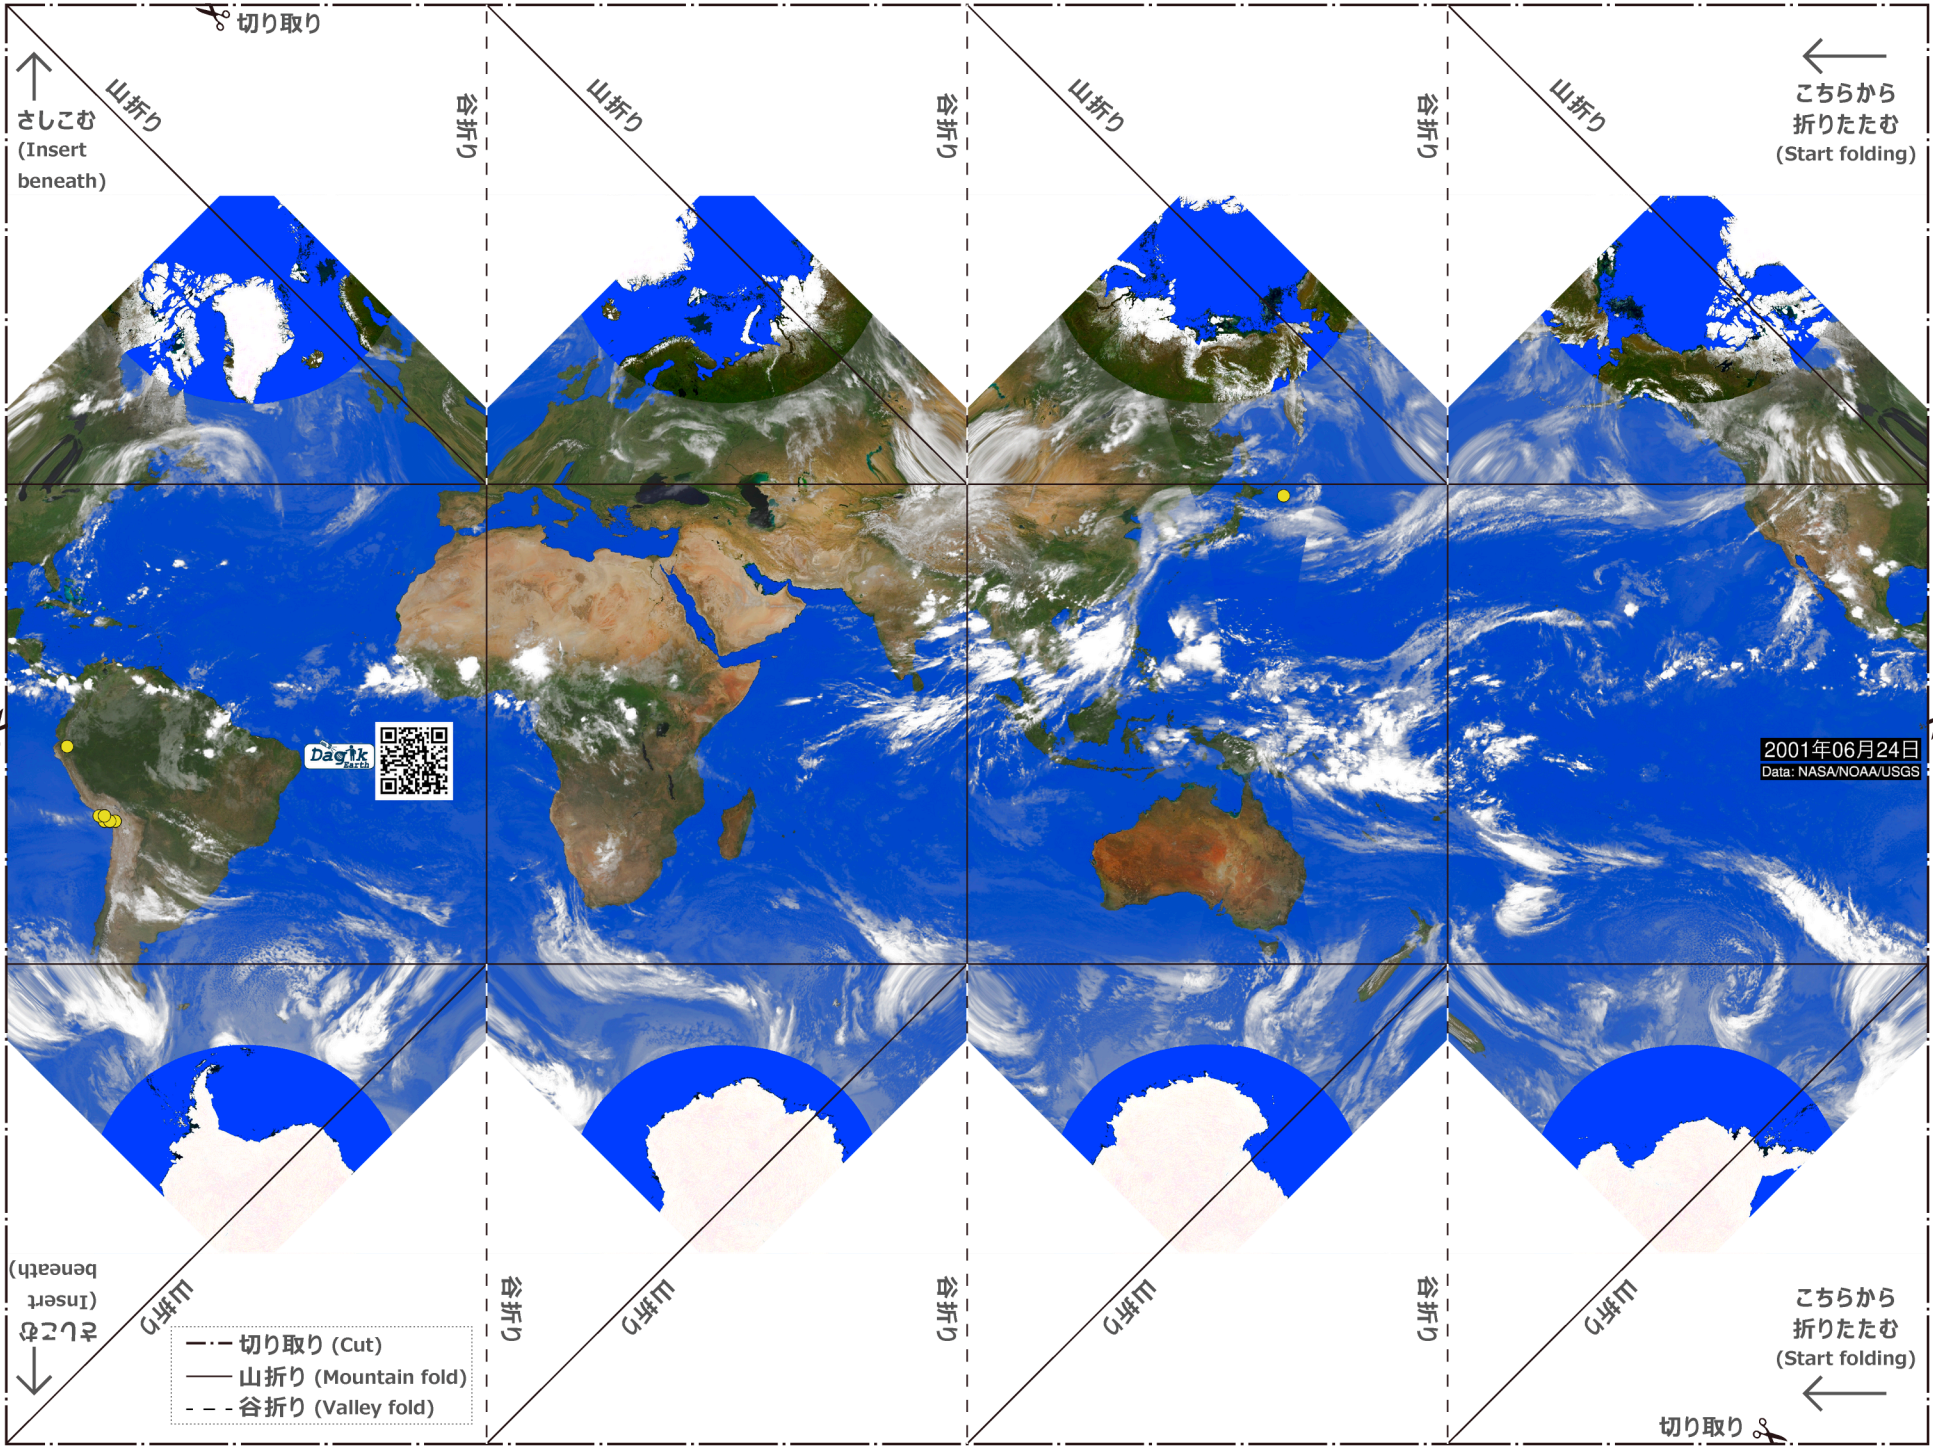 切り取り
山折り
谷折り
山折り
谷折り
山折り
谷折り
山折り
さしこむ
(Insert
beneath)
こちらから
折りたたむ
(Start folding)
Dagik
Earth
2001年06月24日
Data: NASA/NOAA/USGS
さしこむ
(Insert
beneath)
山折り
谷折り
山折り
谷折り
山折り
谷折り
山折り
こちらから
折りたたむ
(Start folding)
切り取り (Cut)
山折り (Mountain fold)
谷折り (Valley fold)
切り取り